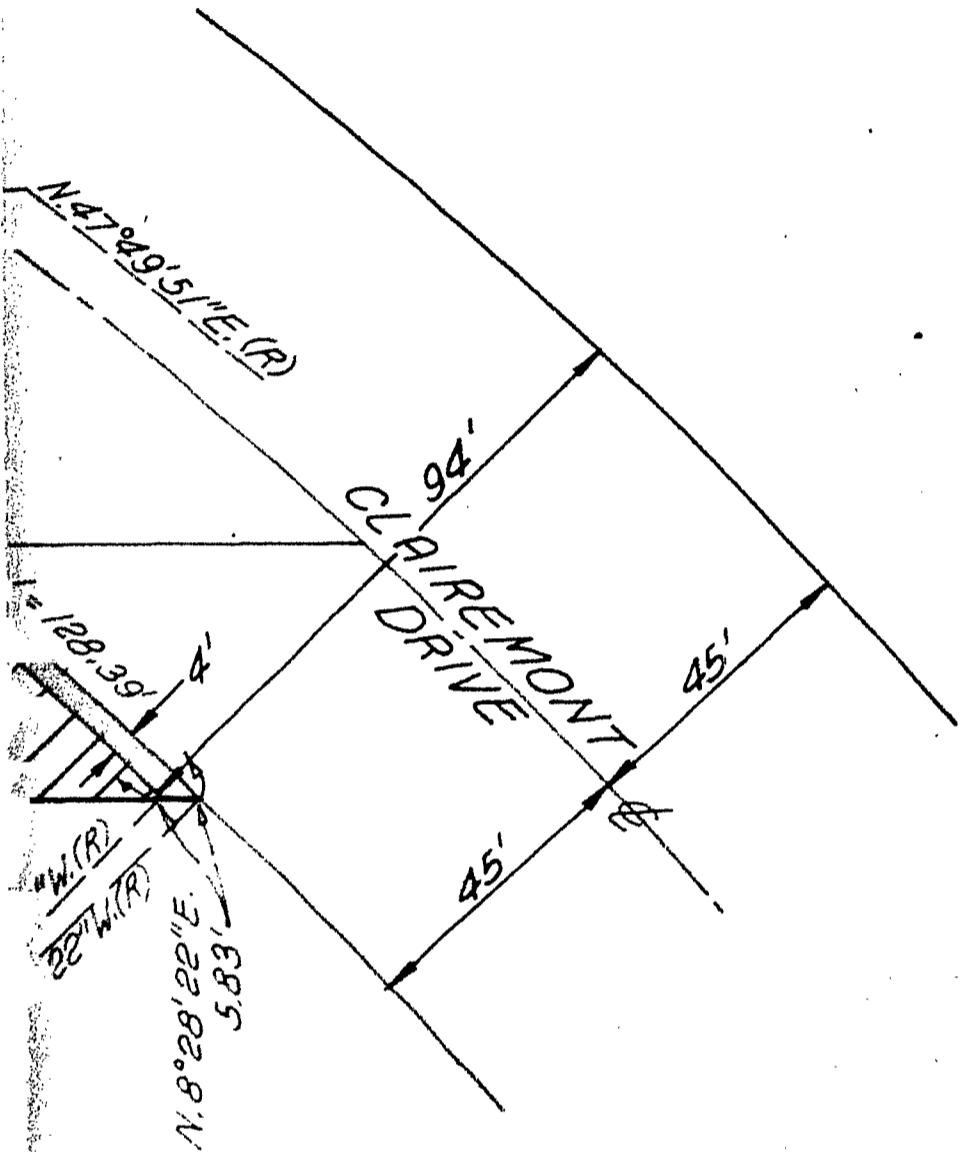 N.47°49'51"E.(R)
94'
CLAIREMONT
DRIVE
" 128.39'
4'
45'
45'
℄
"W.(R)
22"W.(R)
N.8°28'22"E.
5.83'